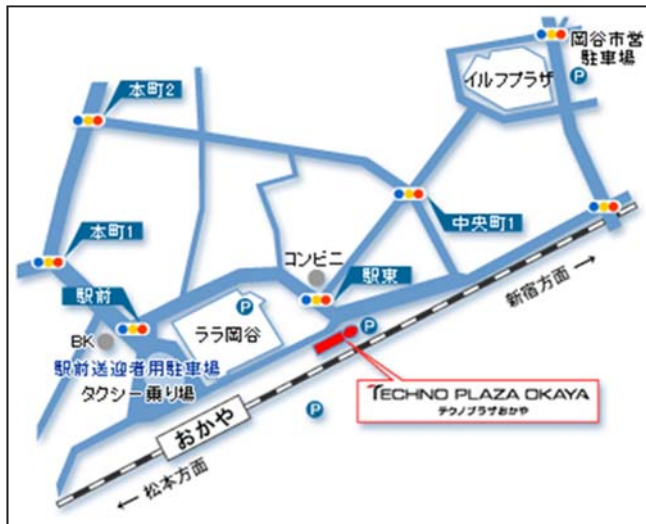 岡谷市営
駐車場
P
イルフプラザ
本町2
中央町1
本町1
コンビニ
駅東
新宿方面
駅前
P
ララ岡谷
P
BK
駅前送迎者用駐車場
タクシー乗り場
TECHNO PLAZA OKAYA
テクノプラザおかや
P
おかや
松本方面